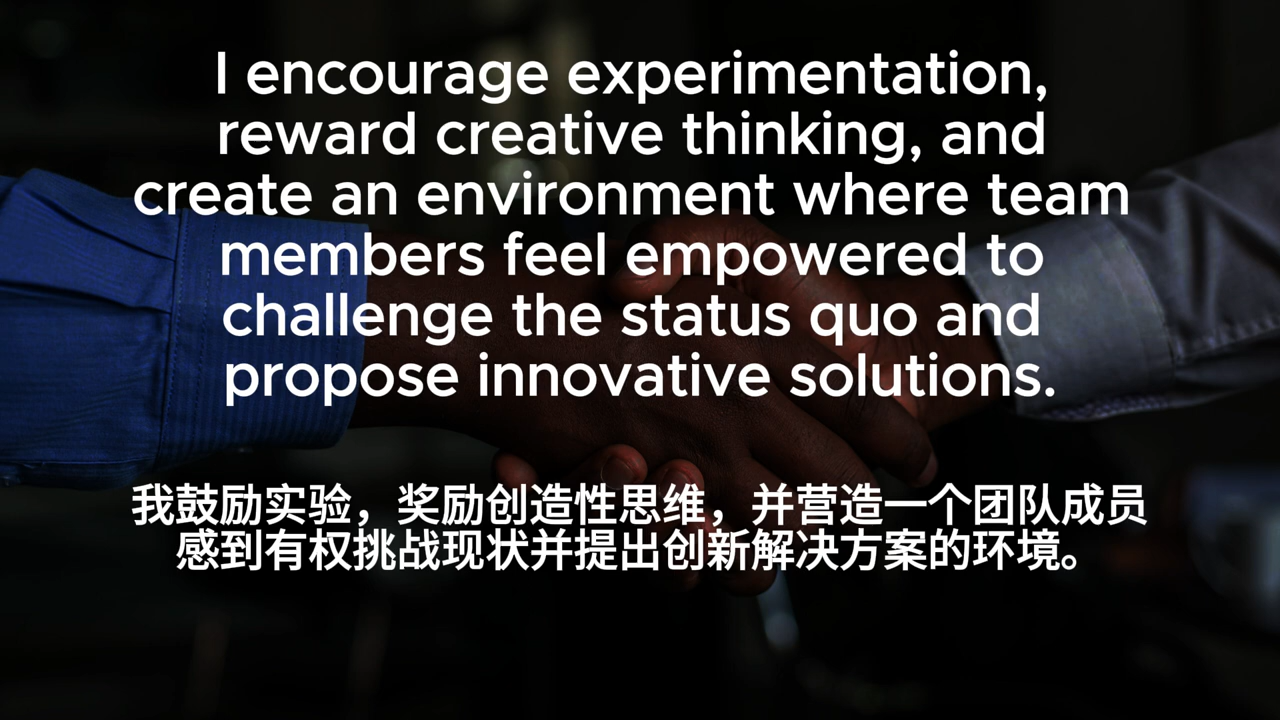 I encourage experimentation,
reward creative thinking, and
create an environment where team
members feel empowered to
challenge the status quo and
propose innovative solutions.
我鼓励实验，奖励创造性思维，并营造一个团队成员
感到有权挑战现状并提出创新解决方案的环境。